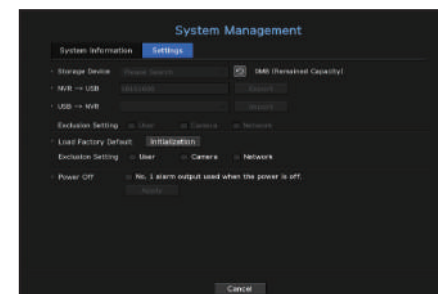 System Management
System Information Settings
Storage Device Please Search 0MB (Remained Capacity)
NVR → USB Export
USB → NVR Import
Exclusion Setting User Camera Network
Load Factory Default Initialization
Exclusion Setting User Camera Network
Power Off No. 1 alarm output used when the power is off.
Apply
Cancel